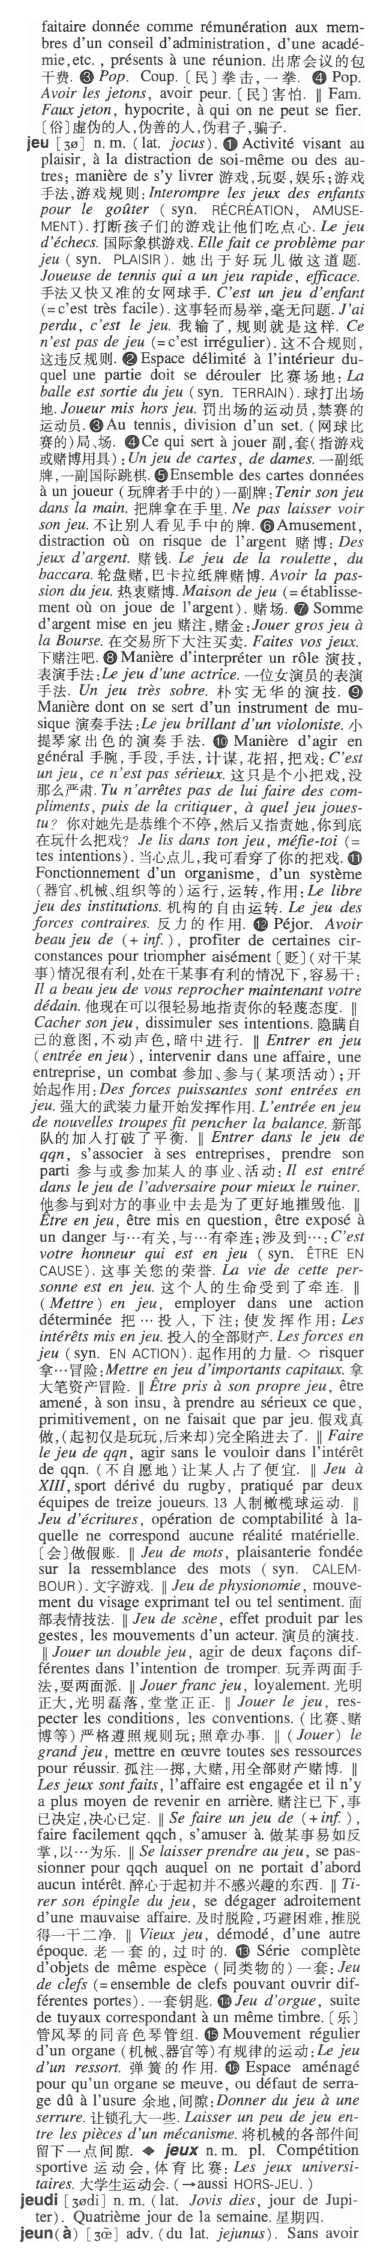 faitaire donnée comme rémunération aux mem-
bres d'un conseil d'administration, d'une acadé-
mie, etc., présents à une réunion. 出席会议的包
干费. ❸ Pop. Coup. [民] 拳击, 一拳. ❹ Pop.
Avoir les jetons, avoir peur. [民] 害怕. ‖ Fam.
Faux jeton, hypocrite, à qui on ne peut se fier.
[俗] 虚伪的人, 伪善的人, 伪君子, 骗子.
jeu [ʒø] n. m. (lat. jocus). ❶ Activité visant au
plaisir, à la distraction de soi-même ou des au-
tres; manière de s'y livrer 游戏, 玩耍, 娱乐; 游戏
手法, 游戏规则: Interompre les jeux des enfants
pour le goûter ( syn. RÉCRÉATION, AMUSE-
MENT). 打断孩子们的游戏让他们吃点心. Le jeu
d'échecs. 国际象棋游戏. Elle fait ce problème par
jeu ( syn. PLAISIR). 她出于好玩儿做这道题.
Joueuse de tennis qui a un jeu rapide, efficace.
手法又快又准的女网球手. C'est un jeu d'enfant
(= c'est très facile). 这事轻而易举, 毫无问题. J'ai
perdu, c'est le jeu. 我输了, 规则就是这样. Ce
n'est pas de jeu (= c'est irrégulier). 这不合规则,
这违反规则. ❷ Espace délimité à l'intérieur du-
quel une partie doit se dérouler 比赛场地: La
balle est sortie du jeu (syn. TERRAIN). 球打出场
地. Joueur mis hors jeu. 罚出场的运动员, 禁赛的
运动员. ❸ Au tennis, division d'un set. (网球比
赛的) 局、场. ❹ Ce qui sert à jouer 副, 套 (指游戏
或赌博用具): Un jeu de cartes, de dames. 一副纸
牌, 一副国际跳棋. ❺ Ensemble des cartes données
à un joueur (玩牌者手中的) 一副牌: Tenir son jeu
dans la main. 把牌拿在手里. Ne pas laisser voir
son jeu. 不让别人看见手中的牌. ❻ Amusement,
distraction où on risque de l'argent 赌博: Des
jeux d'argent. 赌钱. Le jeu de la roulette, du
baccara. 轮盘赌, 巴卡拉纸牌赌博. Avoir la pas-
sion du jeu. 热衷赌博. Maison de jeu (= établisse-
ment où on joue de l'argent). 赌场. ❼ Somme
d'argent mise en jeu 赌注, 赌金: Jouer gros jeu à
la Bourse. 在交易所下大注买卖. Faites vos jeux.
下赌注吧. ❽ Manière d'interpréter un rôle 演技,
表演手法: Le jeu d'une actrice. 一位女演员的表演
手法. Un jeu très sobre. 朴实无华的演技. ❾
Manière dont on se sert d'un instrument de mu-
sique 演奏手法: Le jeu brillant d'un violoniste. 小
提琴家出色的演奏手法. ❿ Manière d'agir en
général 手腕, 手段, 手法, 计谋, 花招, 把戏: C'est
un jeu, ce n'est pas sérieux. 这只是个小把戏, 没
那么严肃. Tu n'arrêtes pas de lui faire des com-
pliments, puis de la critiquer, à quel jeu joues-
tu? 你对她先是恭维个不停, 然后又指责她, 你到底
在玩什么把戏? Je lis dans ton jeu, méfie-toi (=
tes intentions). 当心点儿, 我可看穿了你的把戏. ⓫
Fonctionnement d'un organisme, d'un système
(器官、机械、组织等的) 运行, 运转, 作用: Le libre
jeu des institutions. 机构的自由运转. Le jeu des
forces contraires. 反力的作用. ⓬ Péjor. Avoir
beau jeu de (+ inf.), profiter de certaines cir-
constances pour triompher aisément [贬] (对干某
事) 情况很有利, 处在干某事有利的情况下, 容易干:
Il a beau jeu de vous reprocher maintenant votre
dédain. 他现在可以很轻易地指责你的轻蔑态度. ‖
Cacher son jeu, dissimuler ses intentions. 隐瞒自
己的意图, 不动声色, 暗中进行. ‖ Entrer en jeu
(entrée en jeu), intervenir dans une affaire, une
entreprise, un combat 参加、参与 (某项活动); 开
始起作用: Des forces puissantes sont entrées en
jeu. 强大的武装力量开始发挥作用. L'entrée en jeu
de nouvelles troupes fit pencher la balance. 新部
队的加入打破了平衡. ‖ Entrer dans le jeu de
qqn, s'associer à ses entreprises, prendre son
parti 参与或参加某人的事业、活动: Il est entré
dans le jeu de l'adversaire pour mieux le ruiner.
他参与到对方的事业中去是为了更好地摧毁他. ‖
Être en jeu, être mis en question, être exposé à
un danger 与…有关, 与…有牵连; 涉及到…: C'est
votre honneur qui est en jeu ( syn. ÊTRE EN
CAUSE). 这事关您的荣誉. La vie de cette per-
sonne est en jeu. 这个人的生命受到了牵连. ‖
(Mettre) en jeu, employer dans une action
déterminée 把…投入, 下注; 使发挥作用: Les
intérêts mis en jeu. 投入的全部财产. Les forces en
jeu (syn. EN ACTION). 起作用的力量. ◇ risquer
拿…冒险: Mettre en jeu d'importants capitaux. 拿
大笔资产冒险. ‖ Être pris à son propre jeu, être
amené, à son insu, à prendre au sérieux ce que,
primitivement, on ne faisait que par jeu. 假戏真
做, (起初仅是玩玩, 后来却) 完全陷进去了. ‖ Faire
le jeu de qqn, agir sans le vouloir dans l'intérêt
de qqn. (不自愿地) 让某人占了便宜. ‖ Jeu à
XIII, sport dérivé du rugby, pratiqué par deux
équipes de treize joueurs. 13 人制橄榄球运动. ‖
Jeu d'écritures, opération de comptabilité à la-
quelle ne correspond aucune réalité matérielle.
[会] 做假账. ‖ Jeu de mots, plaisanterie fondée
sur la ressemblance des mots ( syn. CALEM-
BOUR). 文字游戏. ‖ Jeu de physionomie, mouve-
ment du visage exprimant tel ou tel sentiment. 面
部表情技法. ‖ Jeu de scène, effet produit par les
gestes, les mouvements d'un acteur. 演员的演技.
‖ Jouer un double jeu, agir de deux façons dif-
férentes dans l'intention de tromper. 玩弄两面手
法, 耍两面派. ‖ Jouer franc jeu, loyalement. 光明
正大, 光明磊落, 堂堂正正. ‖ Jouer le jeu, res-
pecter les conditions, les conventions. (比赛、赌
博等) 严格遵照规则玩; 照章办事. ‖ (Jouer) le
grand jeu, mettre en œuvre toutes ses ressources
pour réussir. 孤注一掷, 大赌, 用全部财产赌博. ‖
Les jeux sont faits, l'affaire est engagée et il n'y
a plus moyen de revenir en arrière. 赌注已下, 事
已决定, 决心已定. ‖ Se faire un jeu de (+ inf.),
faire facilement qqch, s'amuser à. 做某事易如反
掌, 以…为乐. ‖ Se laisser prendre au jeu, se pas-
sionner pour qqch auquel on ne portait d'abord
aucun intérêt. 醉心于起初并不感兴趣的东西. ‖ Ti-
rer son épingle du jeu, se dégager adroitement
d'une mauvaise affaire. 及时脱险, 巧避困难, 推脱
得一干二净. ‖ Vieux jeu, démodé, d'une autre
époque. 老一套的, 过时的. ⓭ Série complète
d'objets de même espèce (同类物的) 一套: Jeu
de clefs (= ensemble de clefs pouvant ouvrir dif-
férentes portes). 一套钥匙. ⓮ Jeu d'orgue, suite
de tuyaux correspondant à un même timbre. [乐]
管风琴的同音色琴管组. ⓯ Mouvement régulier
d'un organe (机械、器官等) 有规律的运动: Le jeu
d'un ressort. 弹簧的作用. ⓰ Espace aménagé
pour qu'un organe se meuve, ou défaut de serra-
ge dû à l'usure 余地, 间隙: Donner du jeu à une
serrure. 让锁孔大一些. Laisser un peu de jeu en-
tre les pièces d'un mécanisme. 将机械的各部件间
留下一点间隙. ◆ jeux n. m. pl. Compétition
sportive 运动会, 体育比赛: Les jeux universi-
taires. 大学生运动会. (→aussi HORS-JEU. )
jeudi [ʒødi] n. m. (lat. Jovis dies, jour de Jupi-
ter). Quatrième jour de la semaine. 星期四.
jeun(à) [ʒœ̃] adv. (du lat. jejunus). Sans avoir